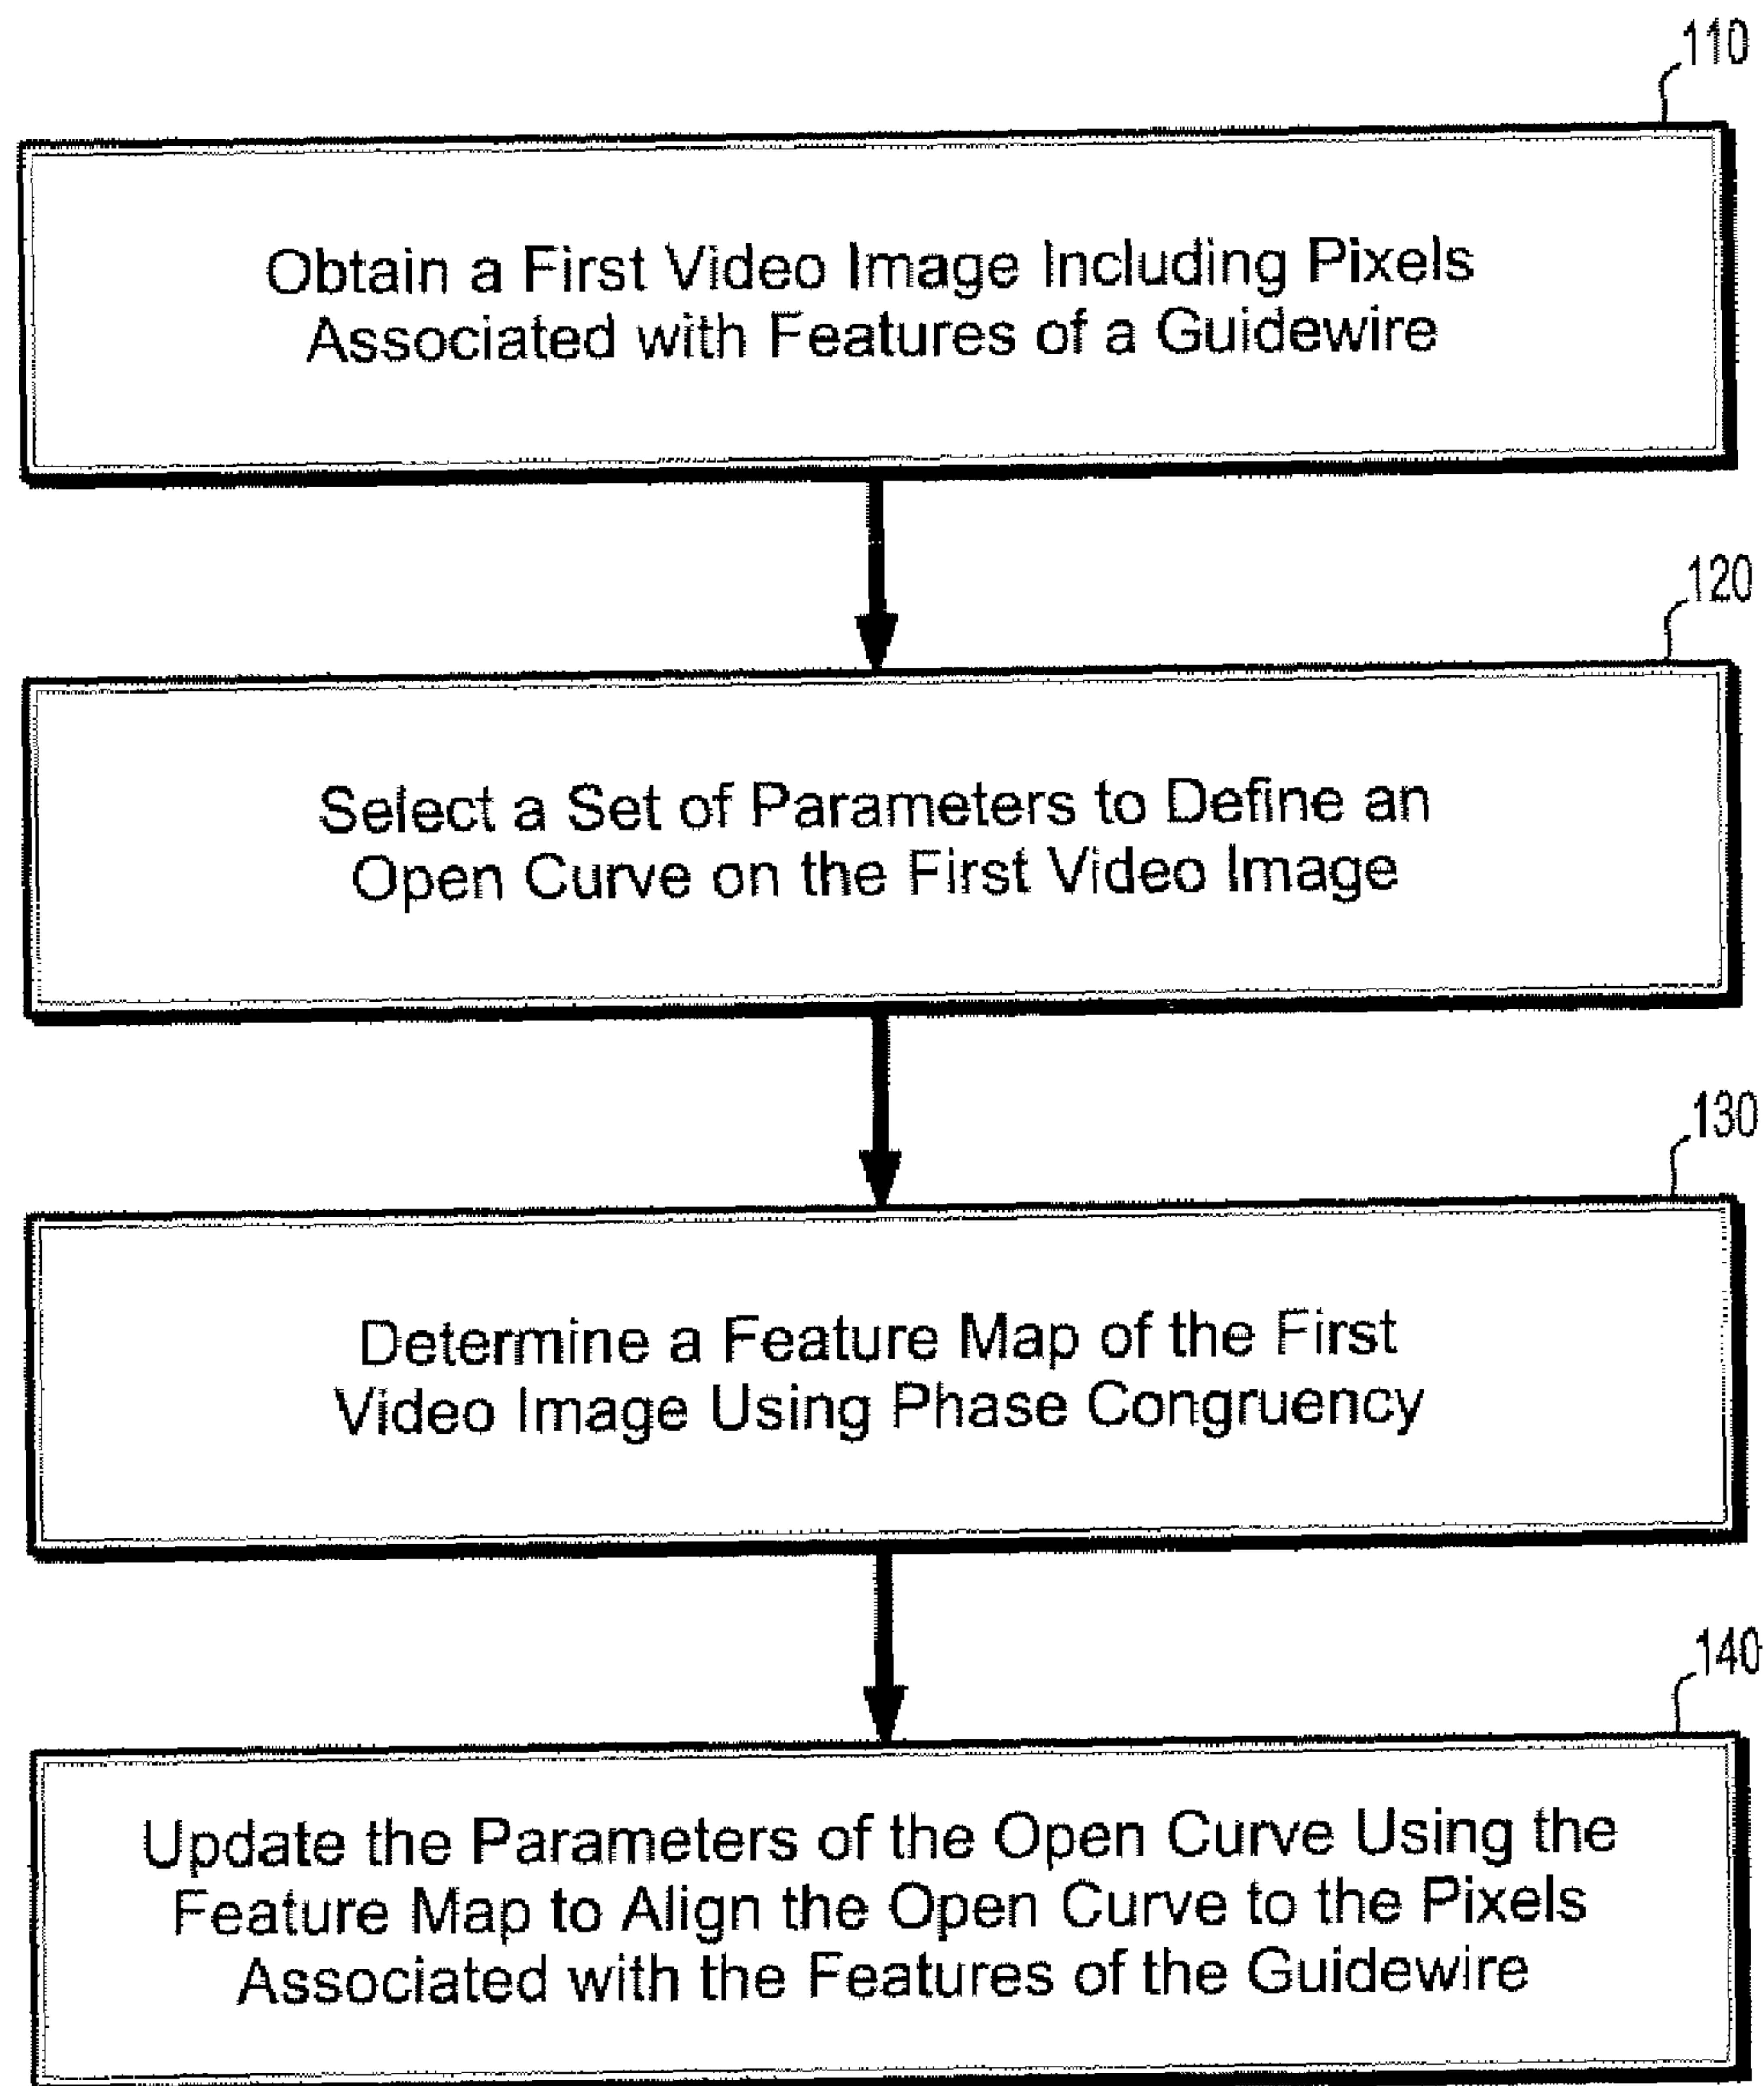 110
Obtain a First Video Image Including Pixels
Associated with Features of a Guidewire
120
Select a Set of Parameters to Define an
Open Curve on the First Video Image
130
Determine a Feature Map of the First
Video Image Using Phase Congruency
140
Update the Parameters of the Open Curve Using the
Feature Map to Align the Open Curve to the Pixels
Associated with the Features of the Guidewire